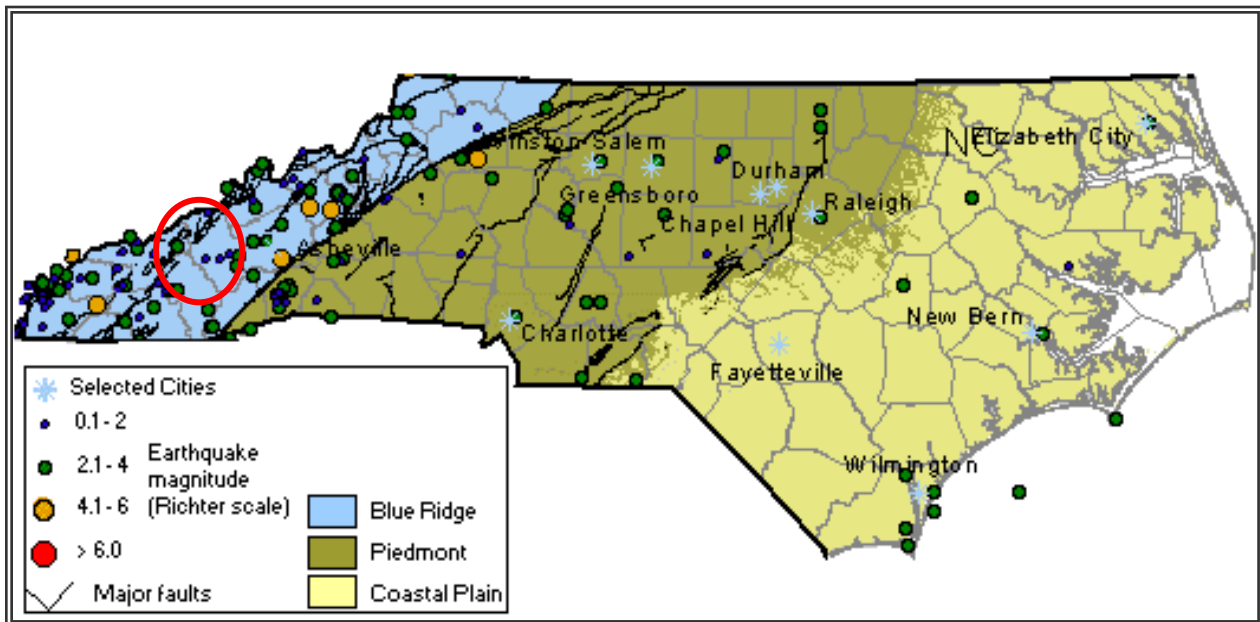 Winston-Salem
NC
Elizabeth City
Durham
Greensboro
Raleigh
Chapel Hill
Asheville
New Bern
Charlotte
Fayetteville
Wilmington
Selected Cities
0.1 - 2
2.1 - 4 Earthquake
magnitude
4.1 - 6 (Richter scale)
> 6.0
Major faults
Blue Ridge
Piedmont
Coastal Plain